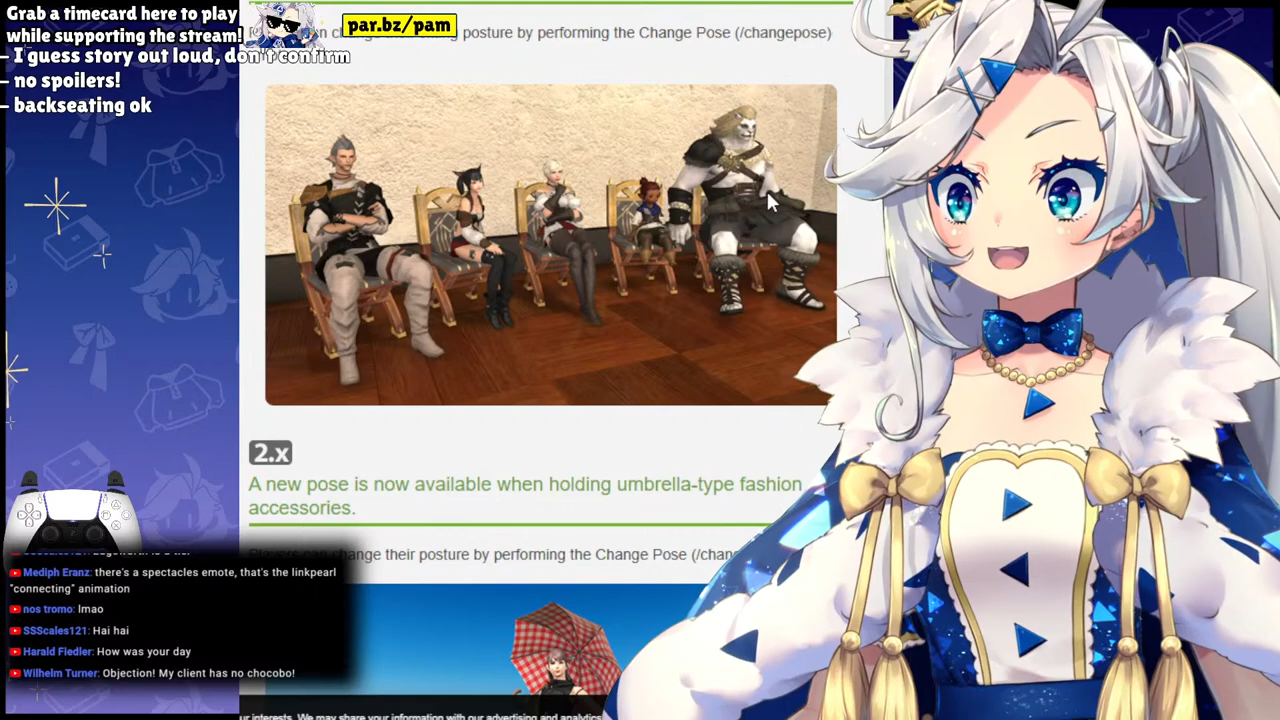 Grab a timecard here to play
while supporting the stream!
par.bz/pam
- I guess story out loud, don't confirm
- no spoilers!
- backseating ok
posture by performing the Change Pose (/changepose)
2.x
A new pose is now available when holding umbrella-type fashion
accessories.
Players can change their posture by performing the Change Pose (/chang
SSScales121:
Mediph Eranz: there's a spectacles emote, that's the linkpearl
"connecting" animation
nos tromo: lmao
SSScales121: Hai hai
Harald Fiedler: How was your day
Wilhelm Turner: Objection! My client has no chocobo!
ur interests. We may share your information with our advertising and analytics